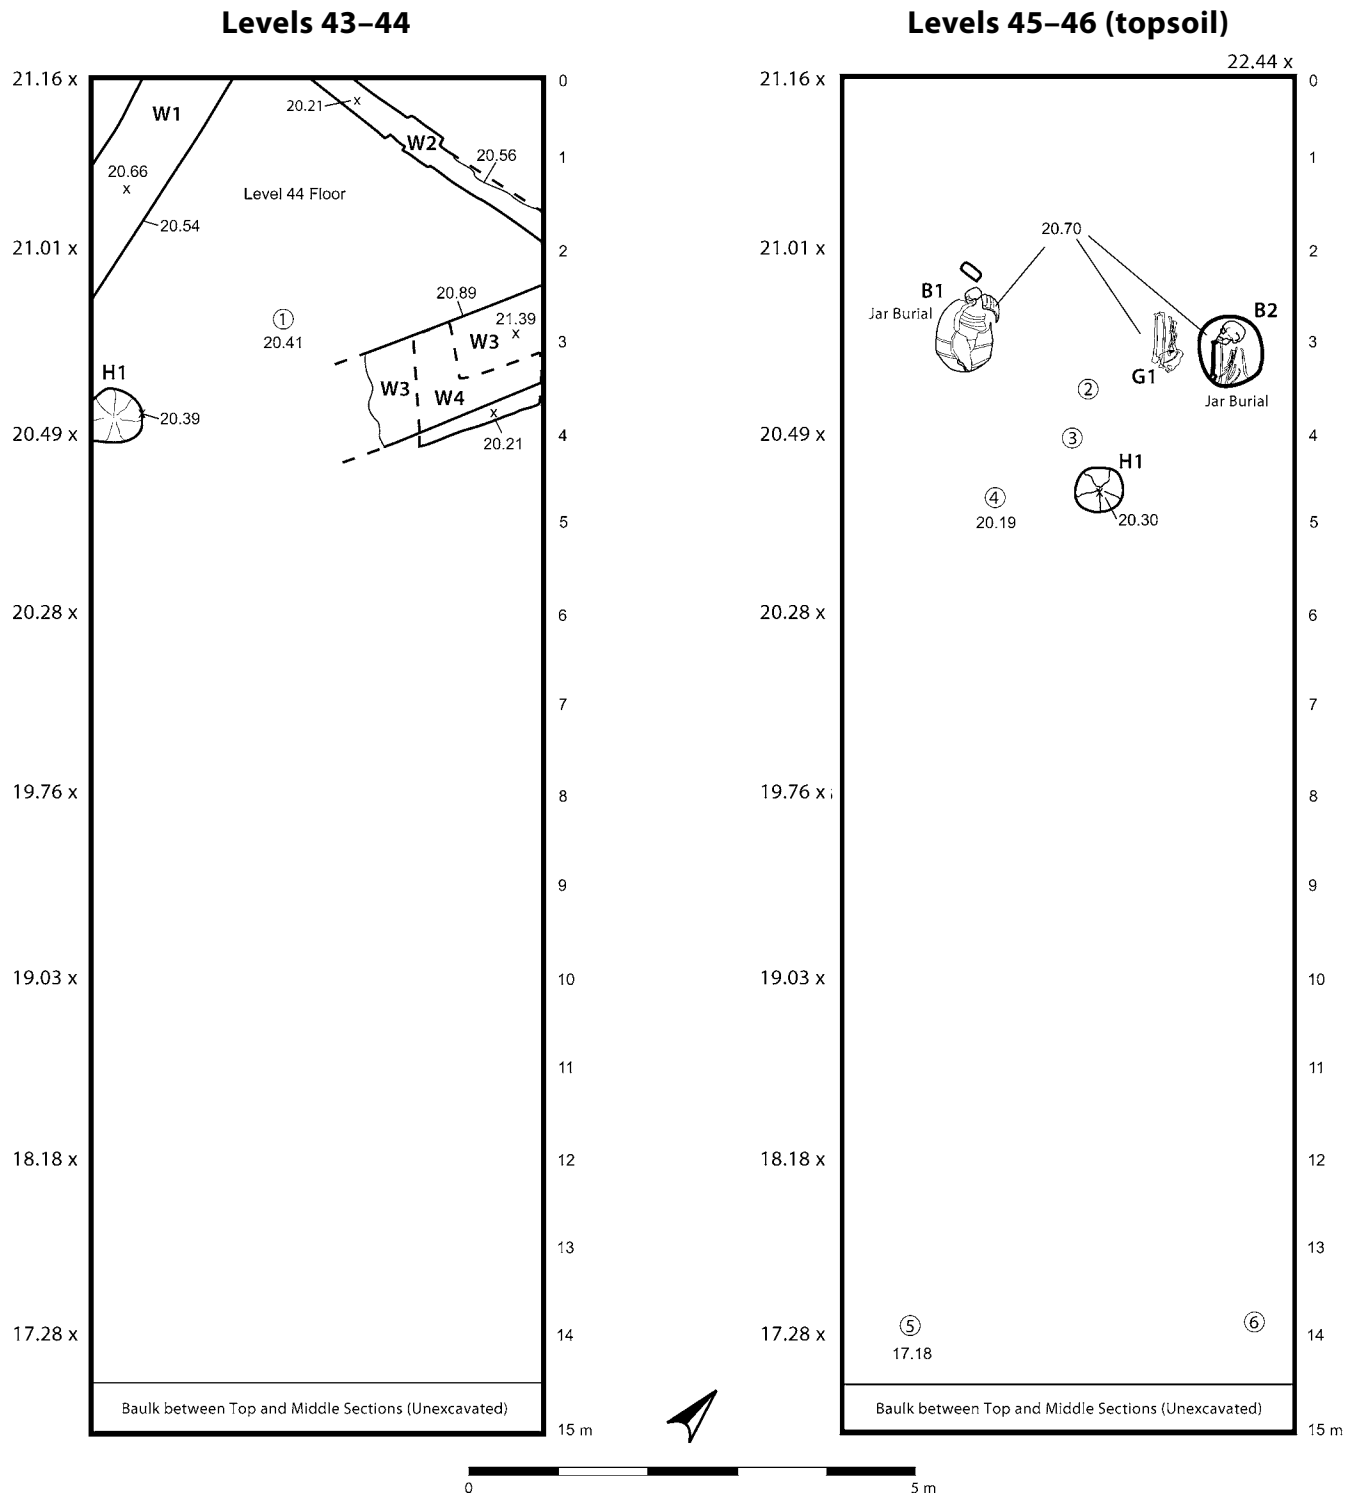 Levels 43–44
21.16 x
0
W1
20.21
x
W2
1
20.56
20.66
x
Level 44 Floor
20.54
21.01 x
2
20.89
①
20.41
21.39
x
W3
3
H1
W3
W4
x
20.39
x
20.49 x
20.21
4
5
20.28 x
6
7
19.76 x
8
9
19.03 x
10
11
18.18 x
12
13
17.28 x
14
Baulk between Top and Middle Sections (Unexcavated)
15 m
Levels 45–46 (topsoil)
22.44 x
21.16 x
0
1
20.70
21.01 x
2
B1
Jar Burial
B2
3
G1
②
Jar Burial
20.49 x
③
4
H1
④
x
20.19
20.30
5
20.28 x
6
7
19.76 x
8
9
19.03 x
10
11
18.18 x
12
13
⑤
⑥
17.28 x
14
17.18
Baulk between Top and Middle Sections (Unexcavated)
15 m
0
5 m